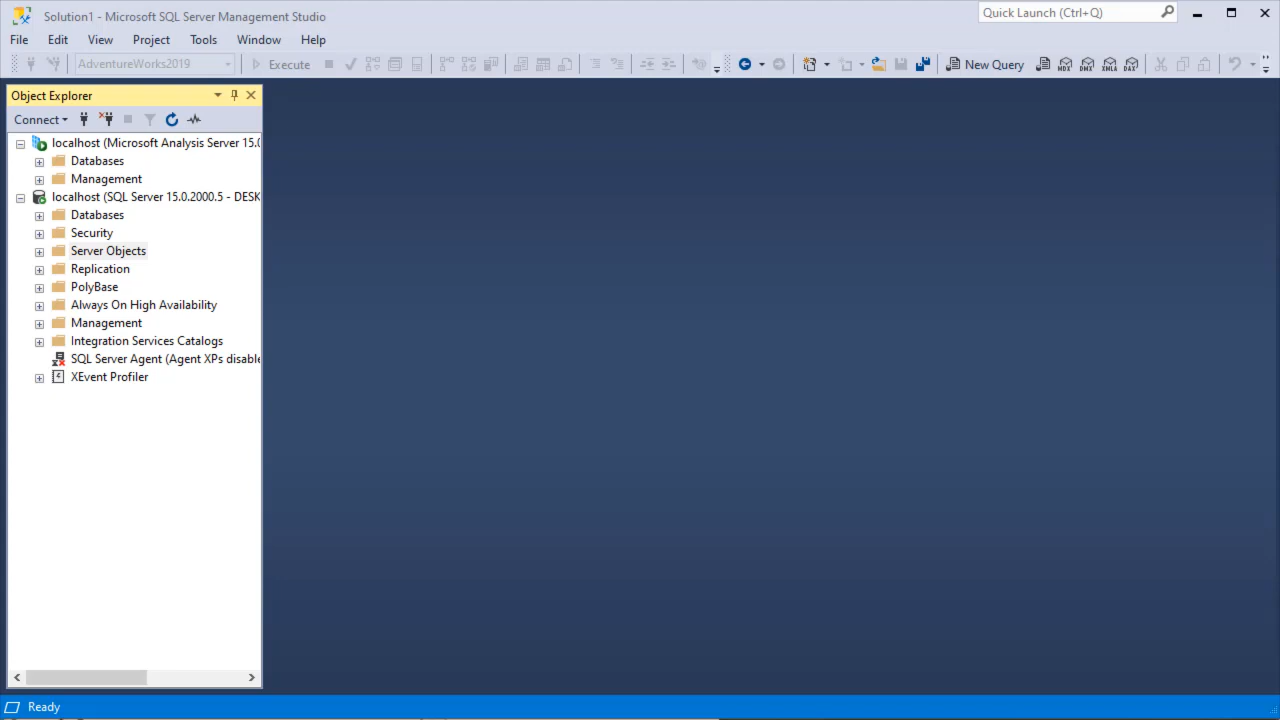 Solution1 - Microsoft SQL Server Management Studio
Quick Launch (Ctrl+Q)
File Edit View Project Tools Window Help
AdventureWorks2019 Execute New Query MDX DMX XMLA DAX
Object Explorer
Connect
localhost (Microsoft Analysis Server 15.0
Databases
Management
localhost (SQL Server 15.0.2000.5 - DESK
Databases
Security
Server Objects
Replication
PolyBase
Always On High Availability
Management
Integration Services Catalogs
SQL Server Agent (Agent XPs disable
XEvent Profiler
Ready